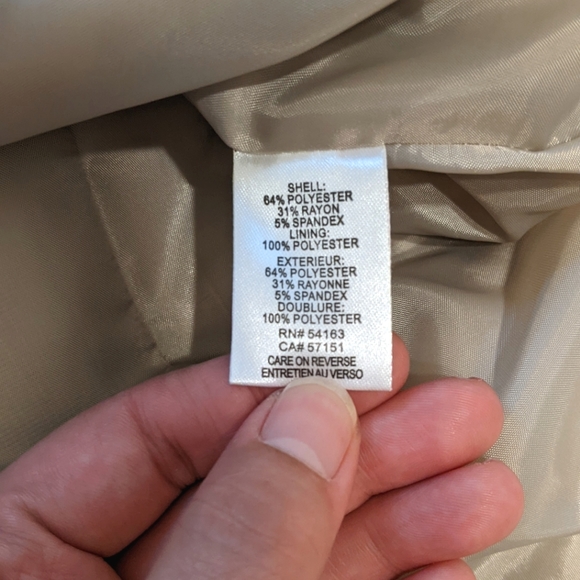 SHELL:
64% POLYESTER
31% RAYON
5% SPANDEX
LINING:
100% POLYESTER
EXTERIEUR:
64% POLYESTER
31% RAYONNE
5% SPANDEX
DOUBLURE:
100% POLYESTER
RN# 54163
CA# 57151
CARE ON REVERSE
ENTRETIEN AU VERSO